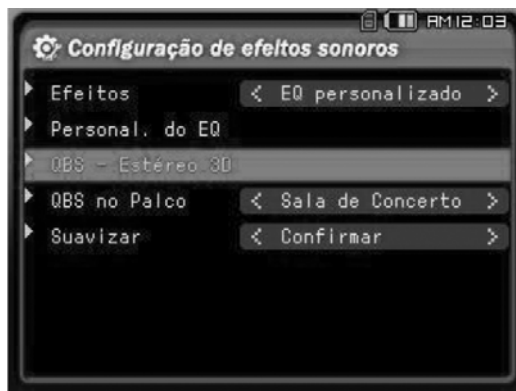 AM12:03
Configuração de efeitos sonoros
Efeitos < EQ personalizado >
Personal. do EQ
QBS - Estéreo 3D
QBS no Palco < Sala de Concerto >
Suavizar < Confirmar >